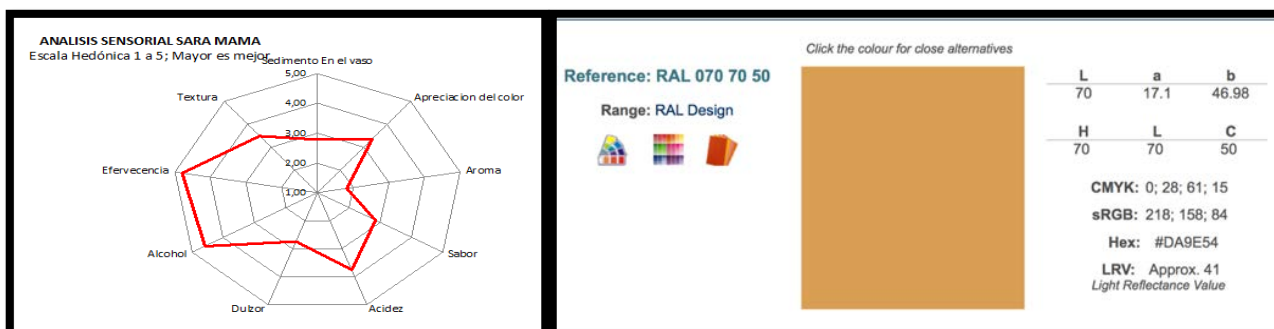 ANALISIS SENSORIAL SARA MAMA
Escala Hedónica 1 a 5; Mayor es mejor
Sedimento En el vaso
5,00
4,00
3,00
2,00
1,00
Apreciacion del color
Aroma
Sabor
Acidez
Dulzor
Alcohol
Efervecencia
Textura
Click the colour for close alternatives
Reference: RAL 070 70 50
Range: RAL Design
L a b
70 17.1 46.98
H L C
70 70 50
CMYK: 0; 28; 61; 15
sRGB: 218; 158; 84
Hex: #DA9E54
LRV: Approx. 41
Light Reflectance Value